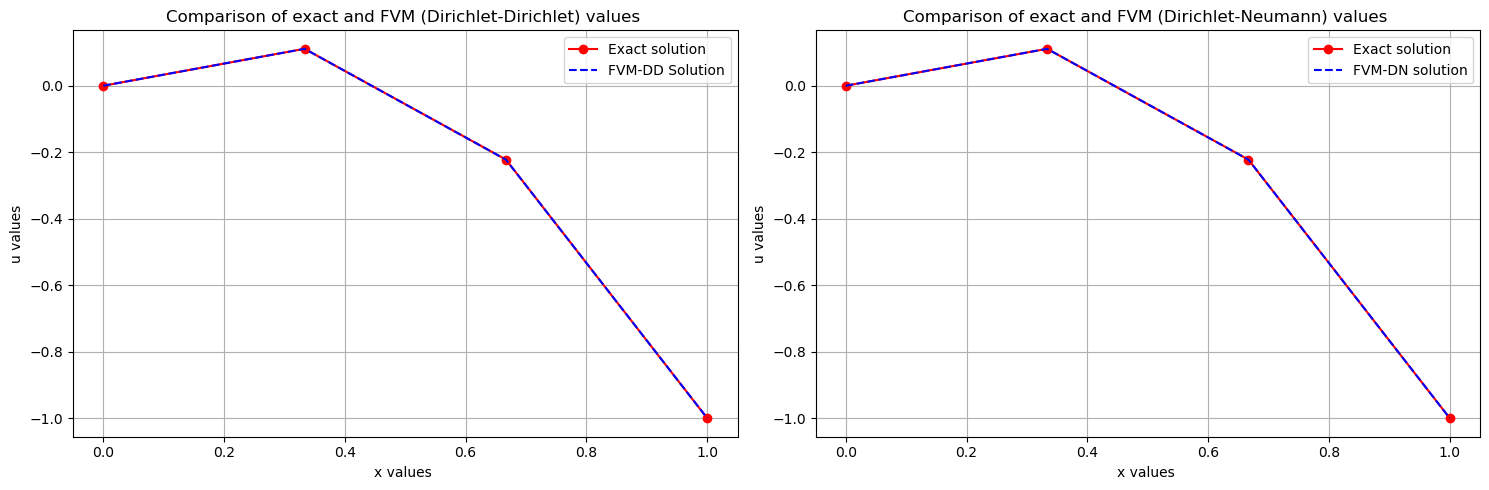 Comparison of exact and FVM (Dirichlet-Dirichlet) values
Exact solution
FVM-DD Solution
0.0
−0.2
−0.4
−0.6
−0.8
−1.0
u values
0.0 0.2 0.4 0.6 0.8 1.0
x values
Comparison of exact and FVM (Dirichlet-Neumann) values
Exact solution
FVM-DN solution
0.0
−0.2
−0.4
−0.6
−0.8
−1.0
u values
0.0 0.2 0.4 0.6 0.8 1.0
x values